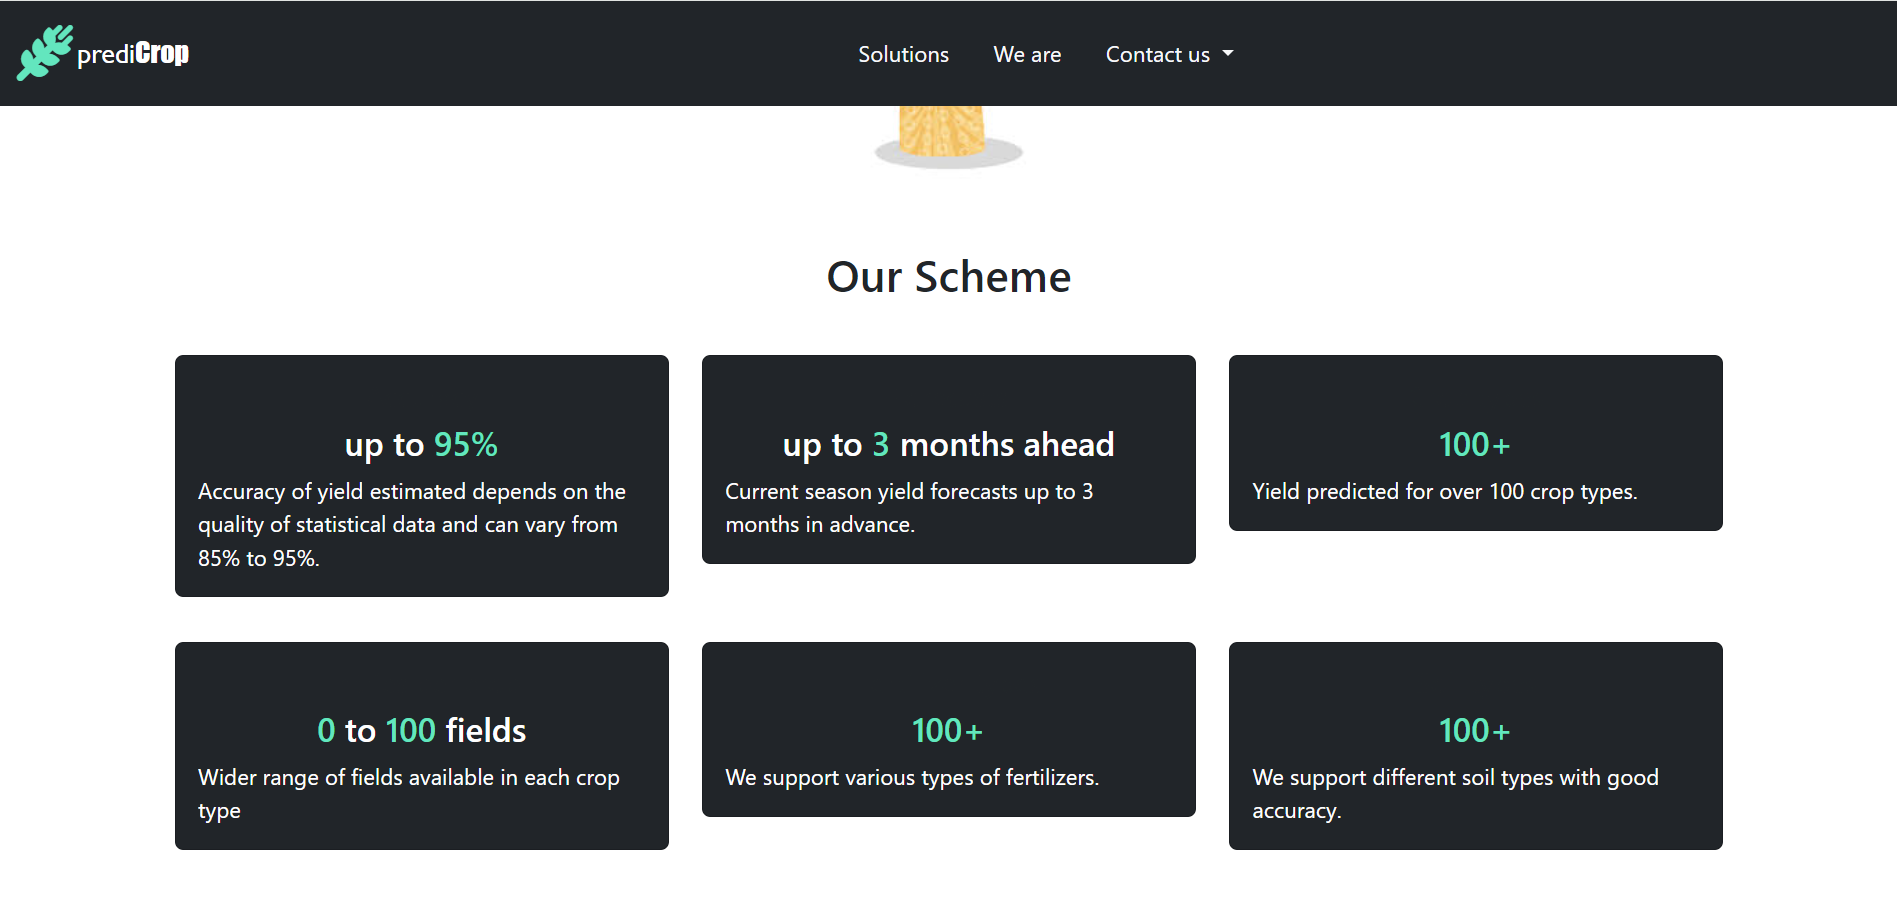 prediCrop
Solutions
We are
Contact us
Our Scheme
up to 95%
Accuracy of yield estimated depends on the
quality of statistical data and can vary from
85% to 95%.
up to 3 months ahead
Current season yield forecasts up to 3
months in advance.
100+
Yield predicted for over 100 crop types.
0 to 100 fields
Wider range of fields available in each crop
type
100+
We support various types of fertilizers.
100+
We support different soil types with good
accuracy.